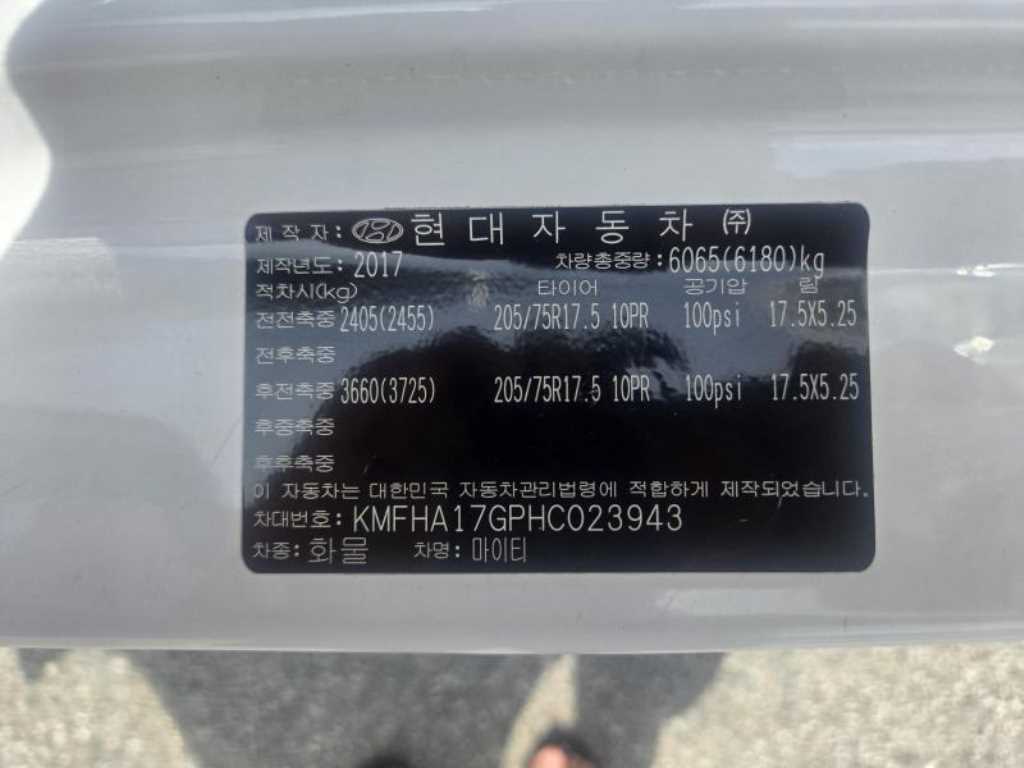 제작자: 현대자동차 ㈜
제작년도: 2017 차량총중량: 6065(6180)kg
적차시(kg) 타이어 공기압 림
전전축중 2405(2455) 205/75R17.5 10PR 100psi 17.5X5.25
전후축중
후전축중 3660(3725) 205/75R17.5 10PR 100psi 17.5X5.25
후중축중
후후축중
이 자동차는 대한민국 자동차관리법령에 적합하게 제작되었습니다.
차대번호: KMFHA17GPHC023943
차종: 화물 차명: 마이티